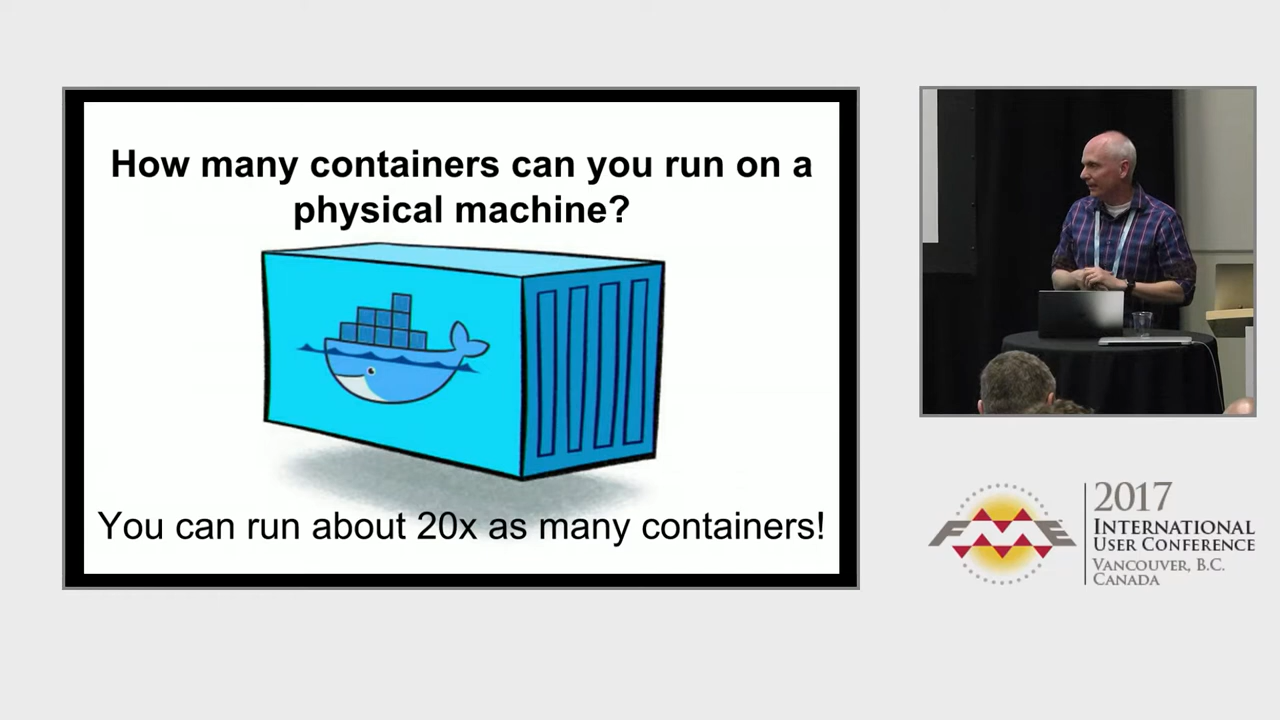 How many containers can you run on a
physical machine?
You can run about 20x as many containers!
FME
2017
INTERNATIONAL
USER CONFERENCE
VANCOUVER, B.C.
CANADA